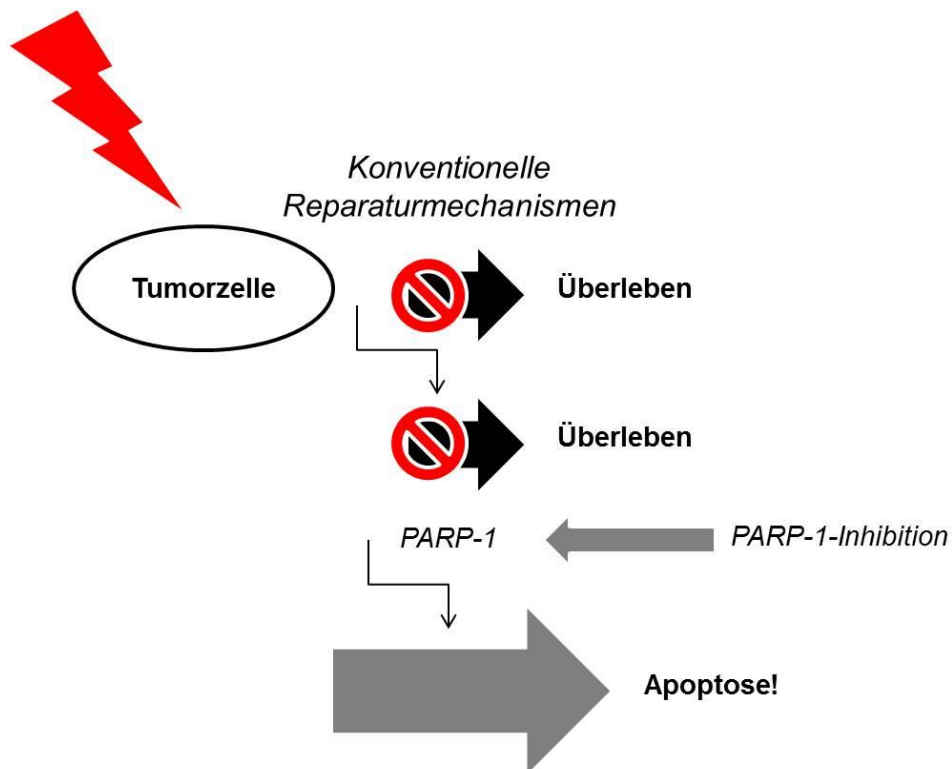 Konventionelle
Reparaturmechanismen
Tumorzelle
Überleben
Überleben
PARP-1
PARP-1-Inhibition
Apoptose!